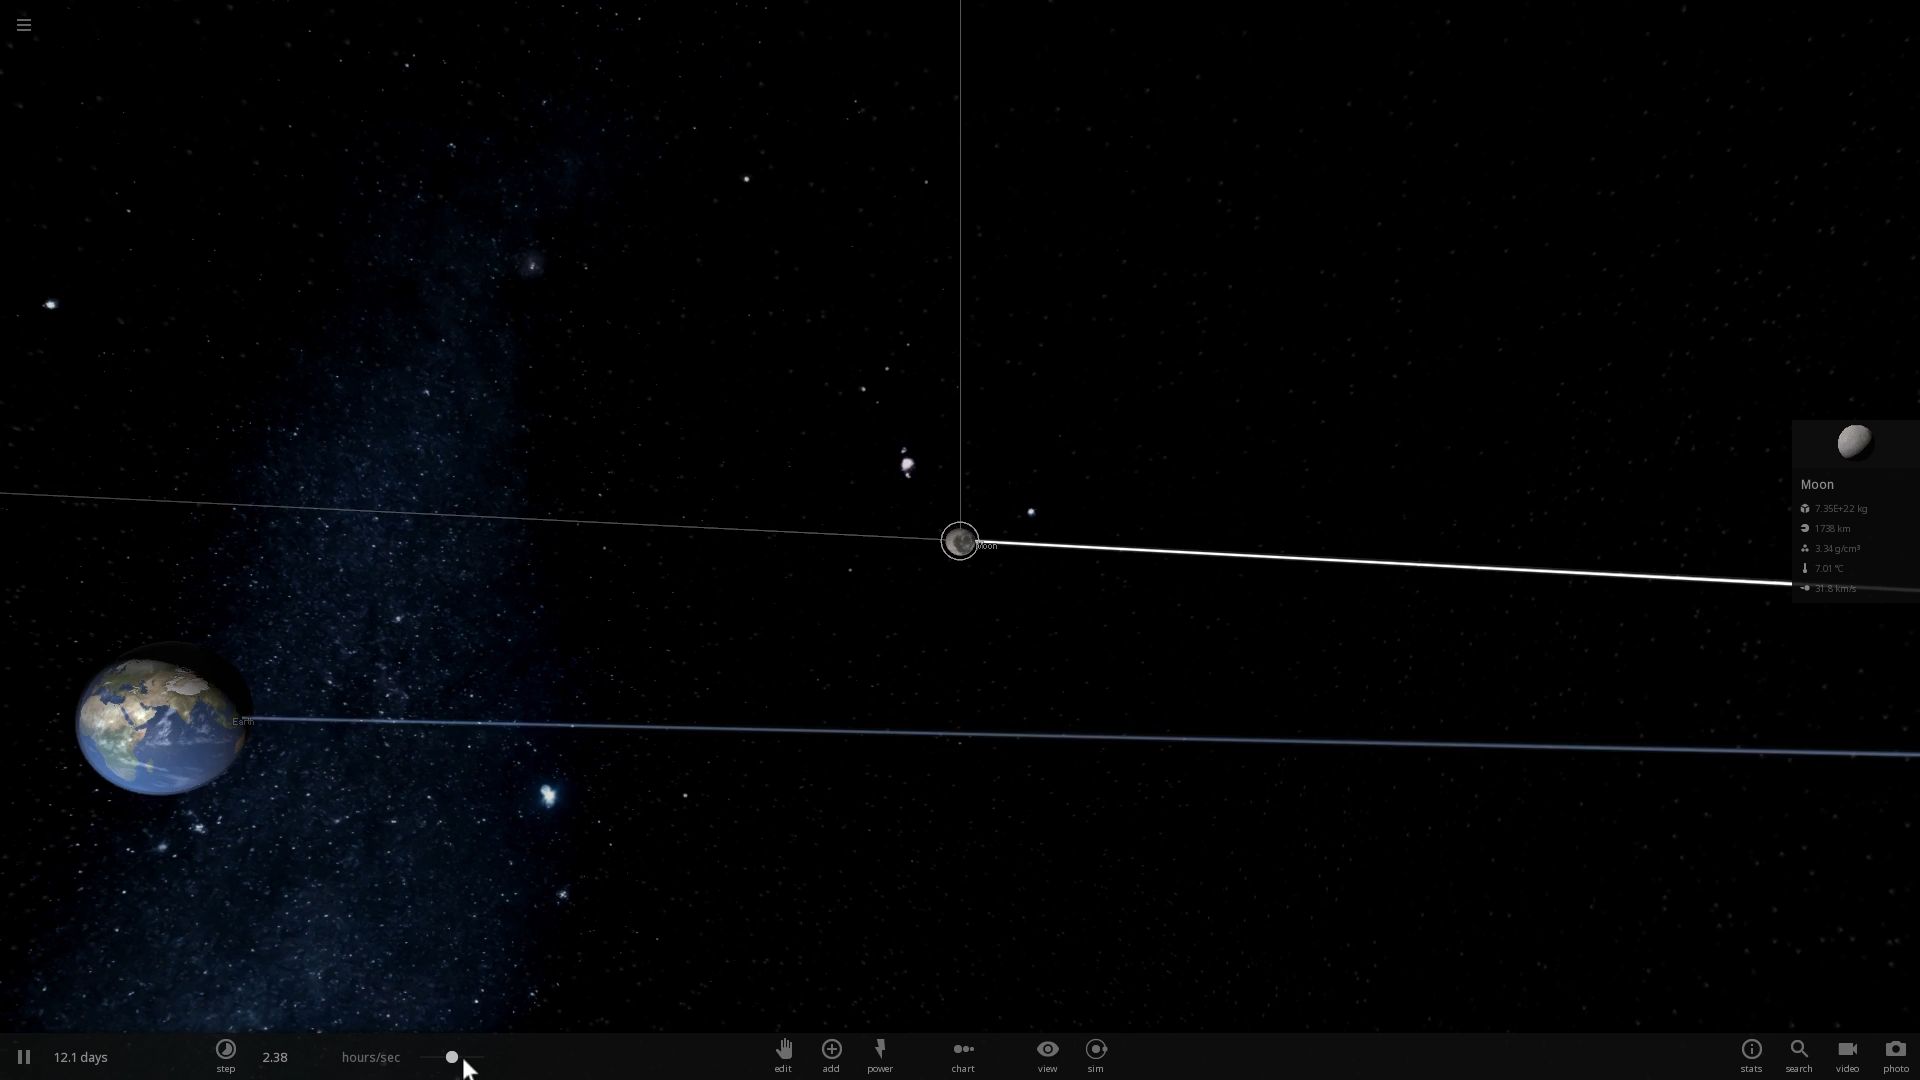 Moon
Moon
7.35E+22 kg
1738 km
3.34 g/cm³
7.01 °C
31.8 km/s
Earth
12.1 days
step
2.38
hours/sec
edit
add
power
chart
view
sim
stats
search
video
photo